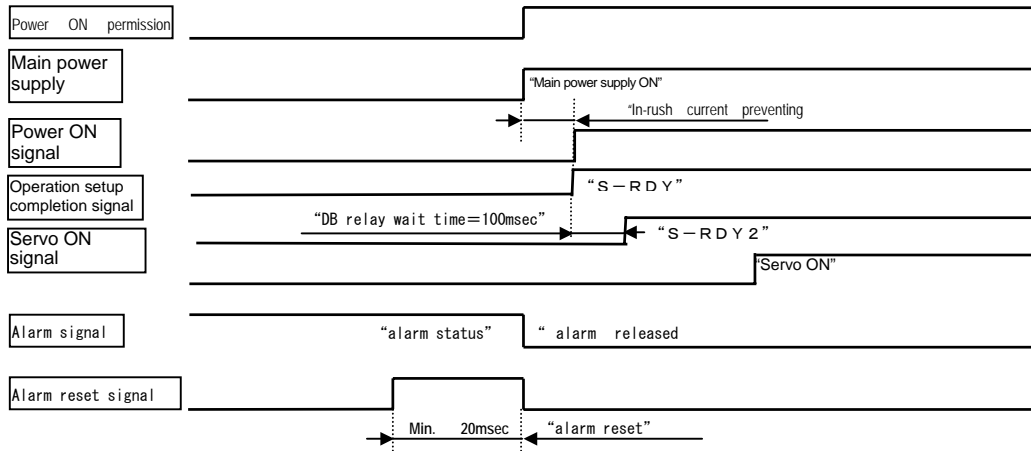 Power ON permission
Main power
supply
“Main power supply ON”
“In-rush current preventing
Power ON
signal
Operation setup
completion signal
“S－RDY”
“DB relay wait time＝100msec”
“S－RDY2”
Servo ON
signal
“Servo ON”
Alarm signal
“alarm status”
“ alarm released
Alarm reset signal
Min. 20msec
“alarm reset”